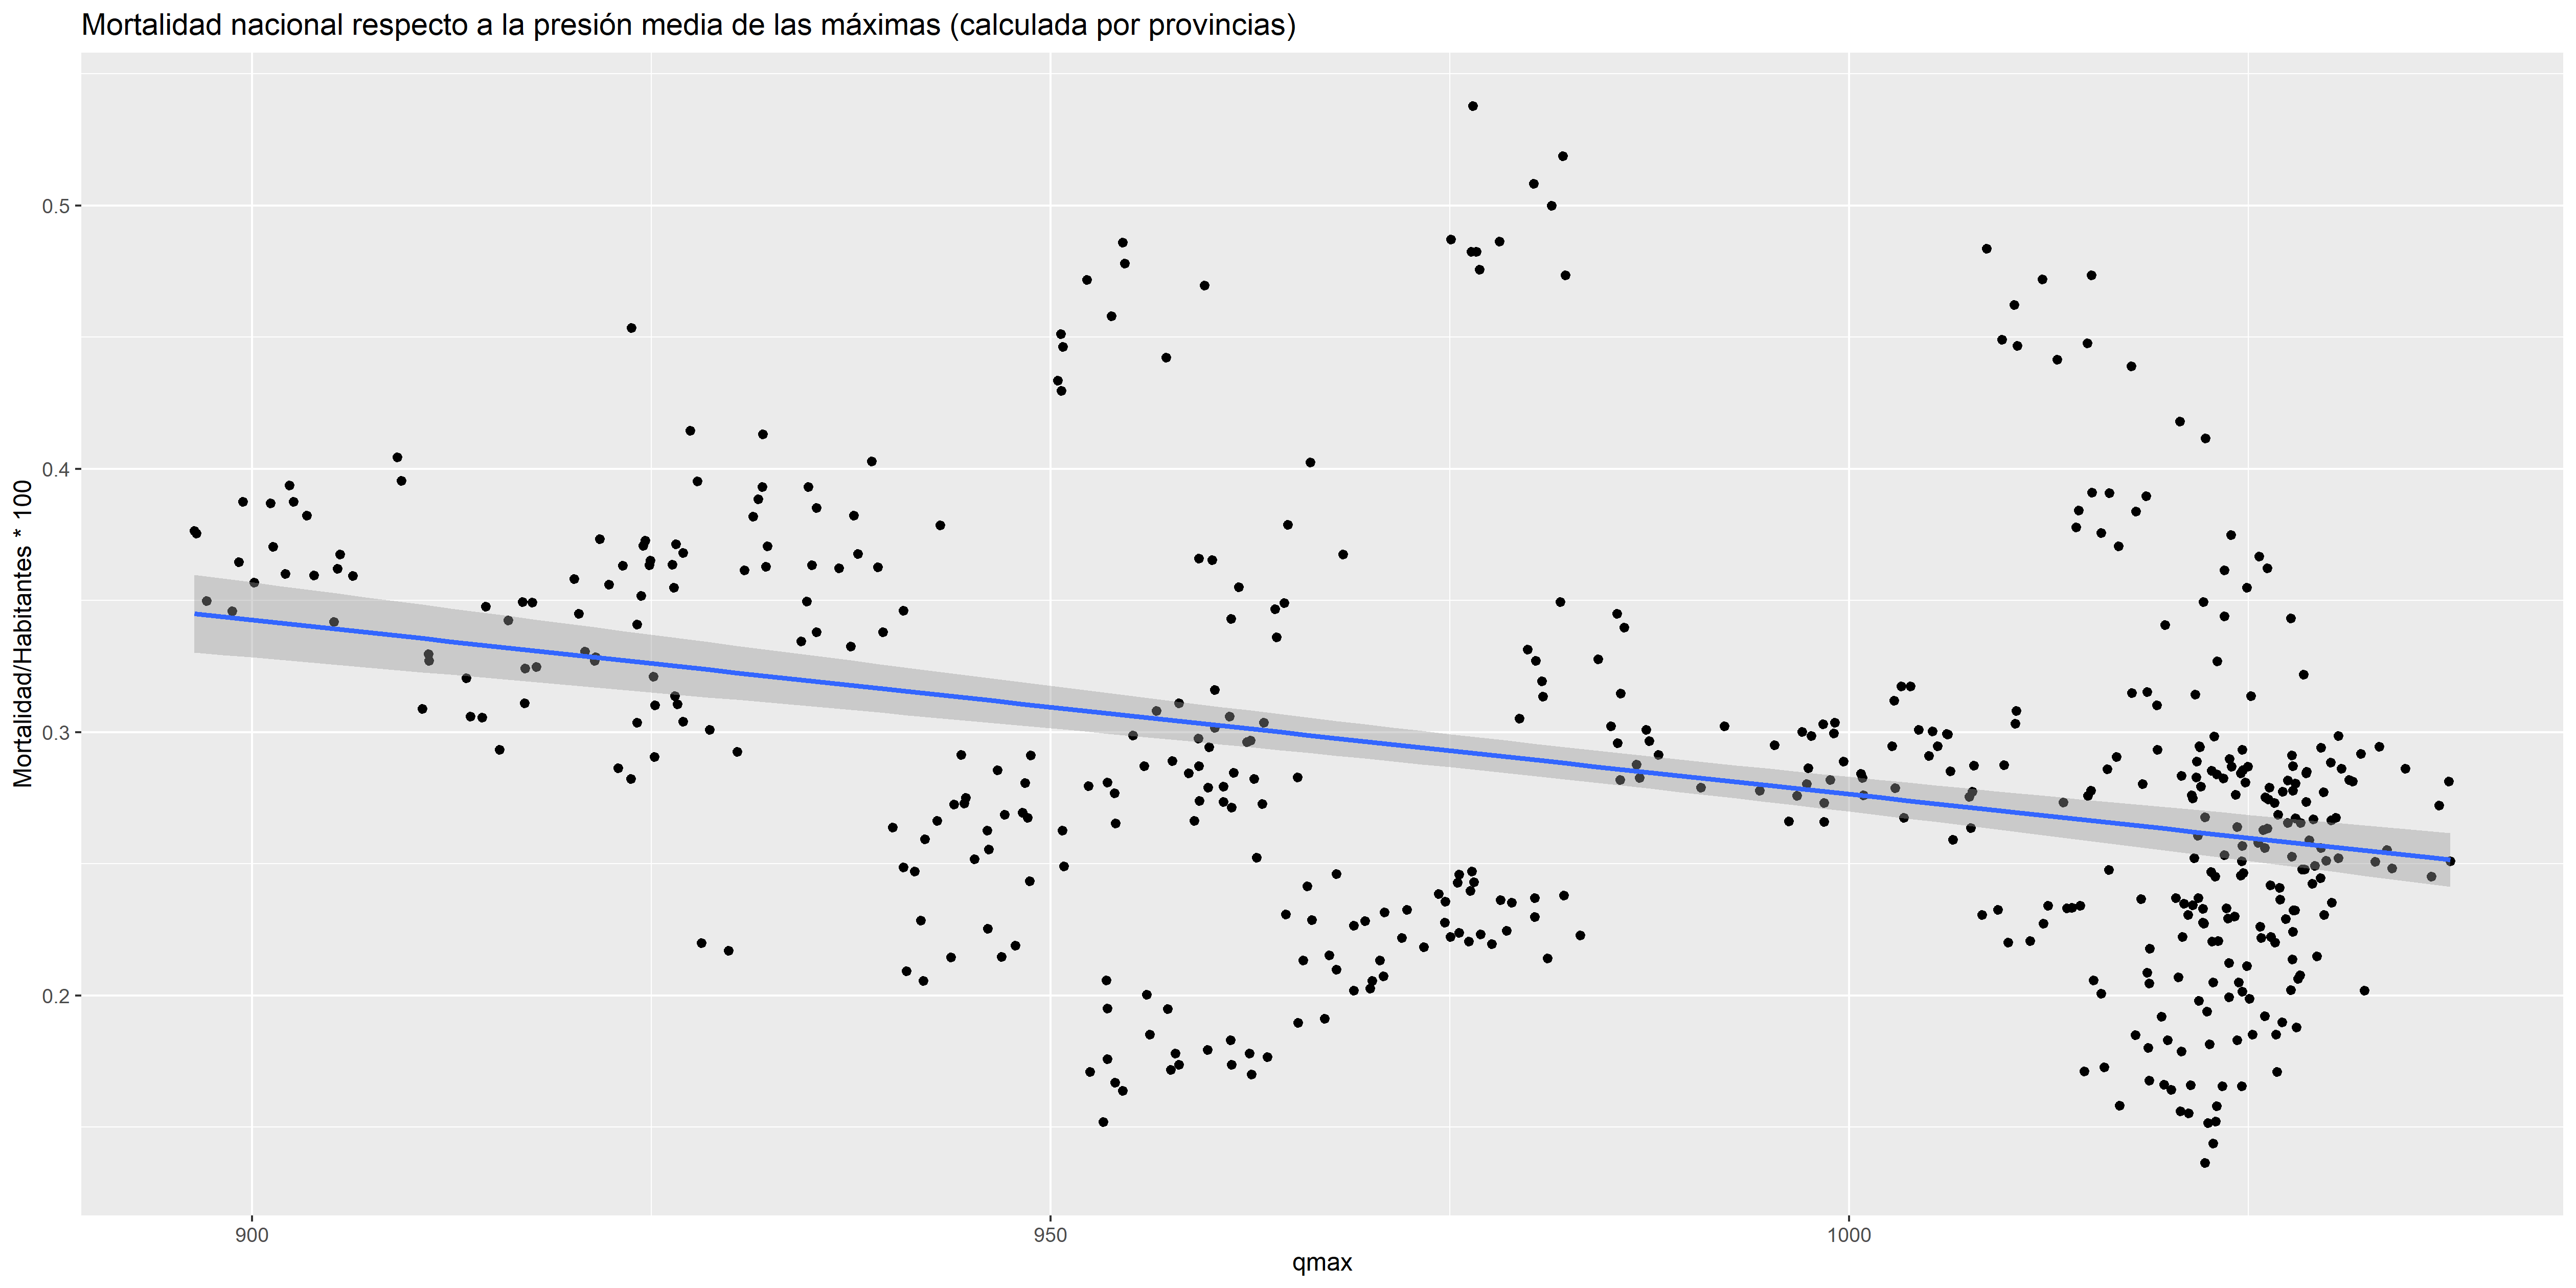 Mortalidad nacional respecto a la presión media de las máximas (calculada por provincias)
Mortalidad/Habitantes * 100
0.5
0.4
0.3
0.2
900
950
1000
qmax